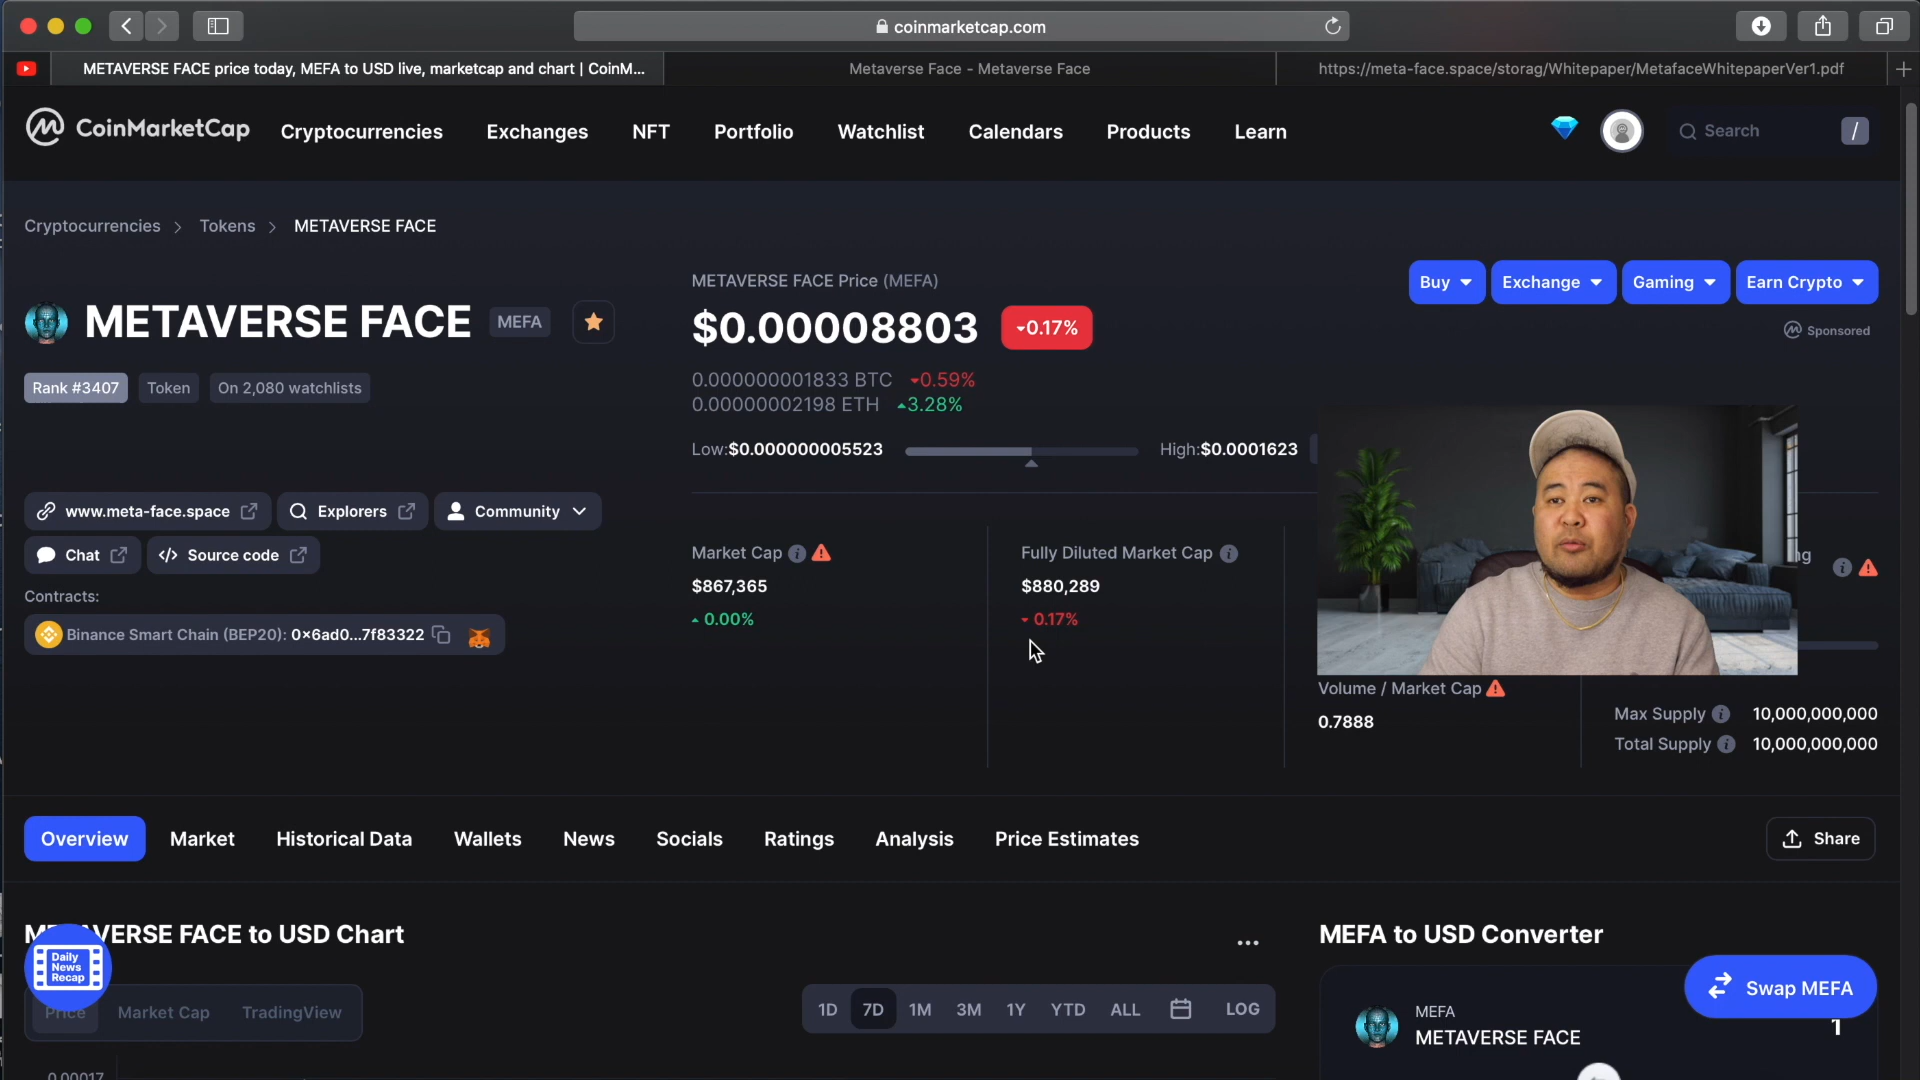 coinmarketcap.com
METAVERSE FACE price today, MEFA to USD live, marketcap and chart | CoinM...
Metaverse Face - Metaverse Face
https://meta-face.space/storag/Whitepaper/MetafaceWhitepaperVer1.pdf
CoinMarketCap
Cryptocurrencies
Exchanges
NFT
Portfolio
Watchlist
Calendars
Products
Learn
Search
/
Cryptocurrencies > Tokens > METAVERSE FACE
METAVERSE FACE
MEFA
Rank #3407
Token
On 2,080 watchlists
www.meta-face.space
Explorers
Community
Chat
Source code
Contracts:
Binance Smart Chain (BEP20): 0x6ad0...7f83322
METAVERSE FACE Price (MEFA)
$0.00008803
0.17%
0.000000001833 BTC 0.59%
0.00000002198 ETH 3.28%
Low:$0.000000005523
High:$0.0001623
Buy
Exchange
Gaming
Earn Crypto
Sponsored
Market Cap
$867,365
0.00%
Fully Diluted Market Cap
$880,289
0.17%
Volume / Market Cap
0.7888
Max Supply 10,000,000,000
Total Supply 10,000,000,000
Overview
Market
Historical Data
Wallets
News
Socials
Ratings
Analysis
Price Estimates
Share
VERSE FACE to USD Chart
Daily
News
Recap
Price
Market Cap
TradingView
1D
7D
1M
3M
1Y
YTD
ALL
LOG
0.00017
MEFA to USD Converter
MEFA
METAVERSE FACE
1
Swap MEFA